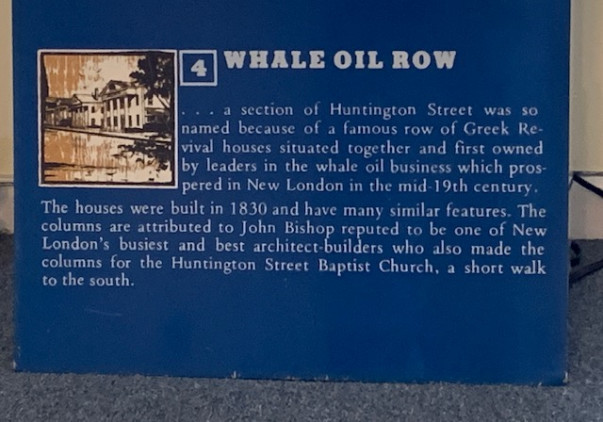 4 WHALE OIL ROW
. . . a section of Huntington Street was so
named because of a famous row of Greek Re-
vival houses situated together and first owned
by leaders in the whale oil business which pros-
pered in New London in the mid-19th century.
The houses were built in 1830 and have many similar features. The
columns are attributed to John Bishop reputed to be one of New
London's busiest and best architect-builders who also made the
columns for the Huntington Street Baptist Church, a short walk
to the south.